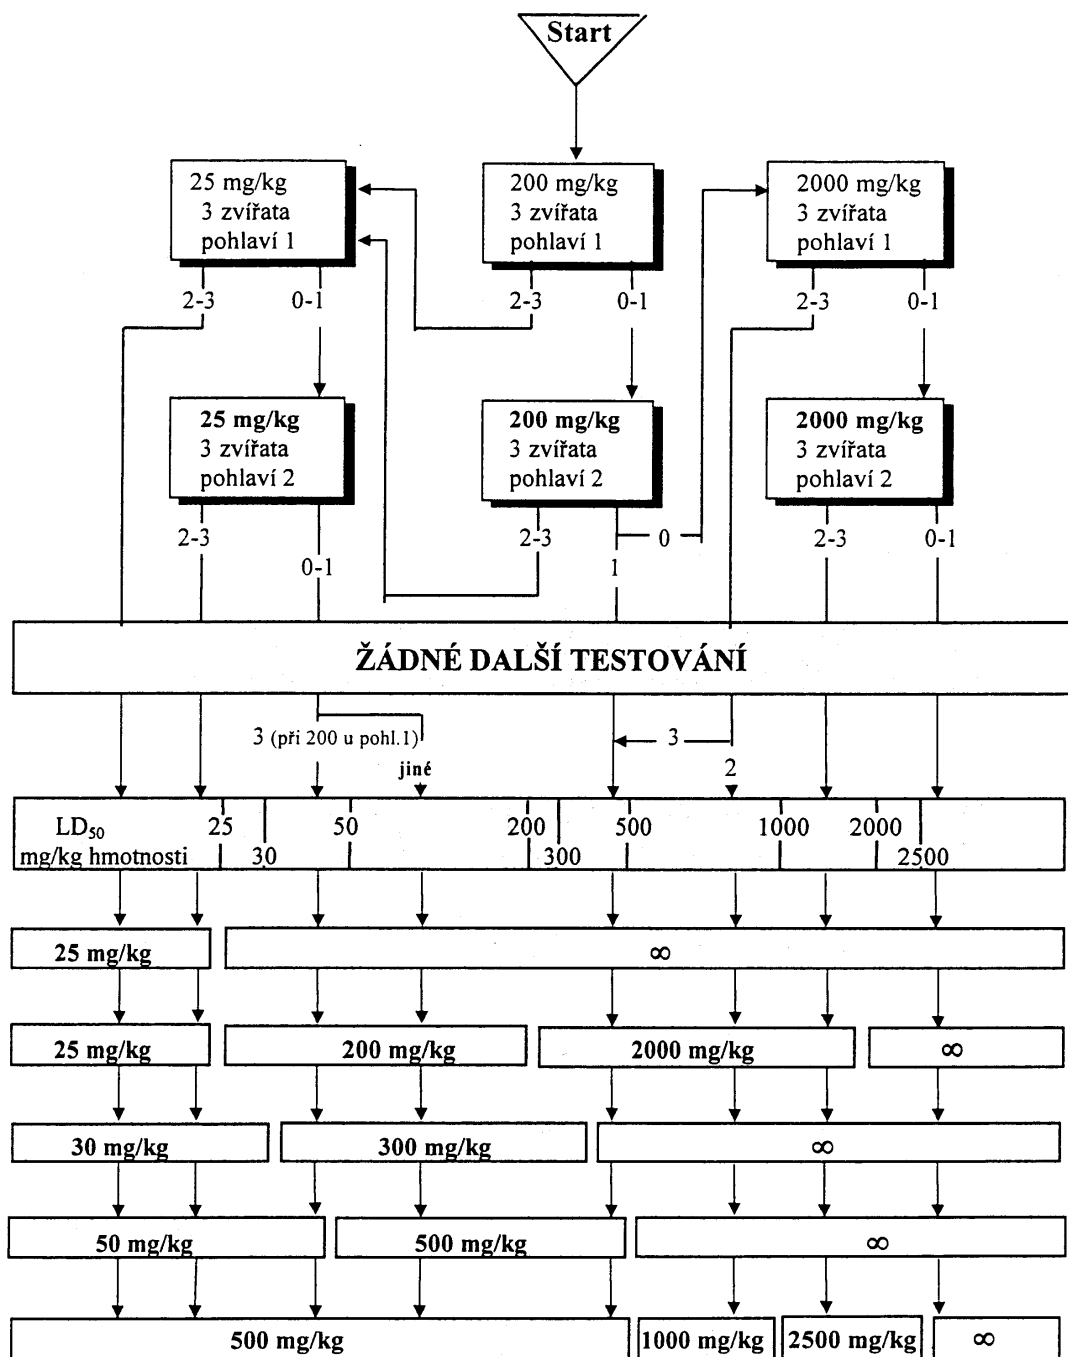 Start
25 mg/kg
3 zvířata
pohlaví 1
200 mg/kg
3 zvířata
pohlaví 1
2000 mg/kg
3 zvířata
pohlaví 1
2-3
0-1
2-3
0-1
2-3
0-1
25 mg/kg
3 zvířata
pohlaví 2
200 mg/kg
3 zvířata
pohlaví 2
2000 mg/kg
3 zvířata
pohlaví 2
2-3
0-1
2-3
0
1
2-3
0-1
ŽÁDNÉ DALŠÍ TESTOVÁNÍ
3 (při 200 u pohl.1)
jiné
3
2
LD50 25 50 200 500 1000 2000
mg/kg hmotnosti 30 300 2500
25 mg/kg ∞
25 mg/kg 200 mg/kg 2000 mg/kg ∞
30 mg/kg 300 mg/kg ∞
50 mg/kg 500 mg/kg ∞
500 mg/kg 1000 mg/kg 2500 mg/kg ∞